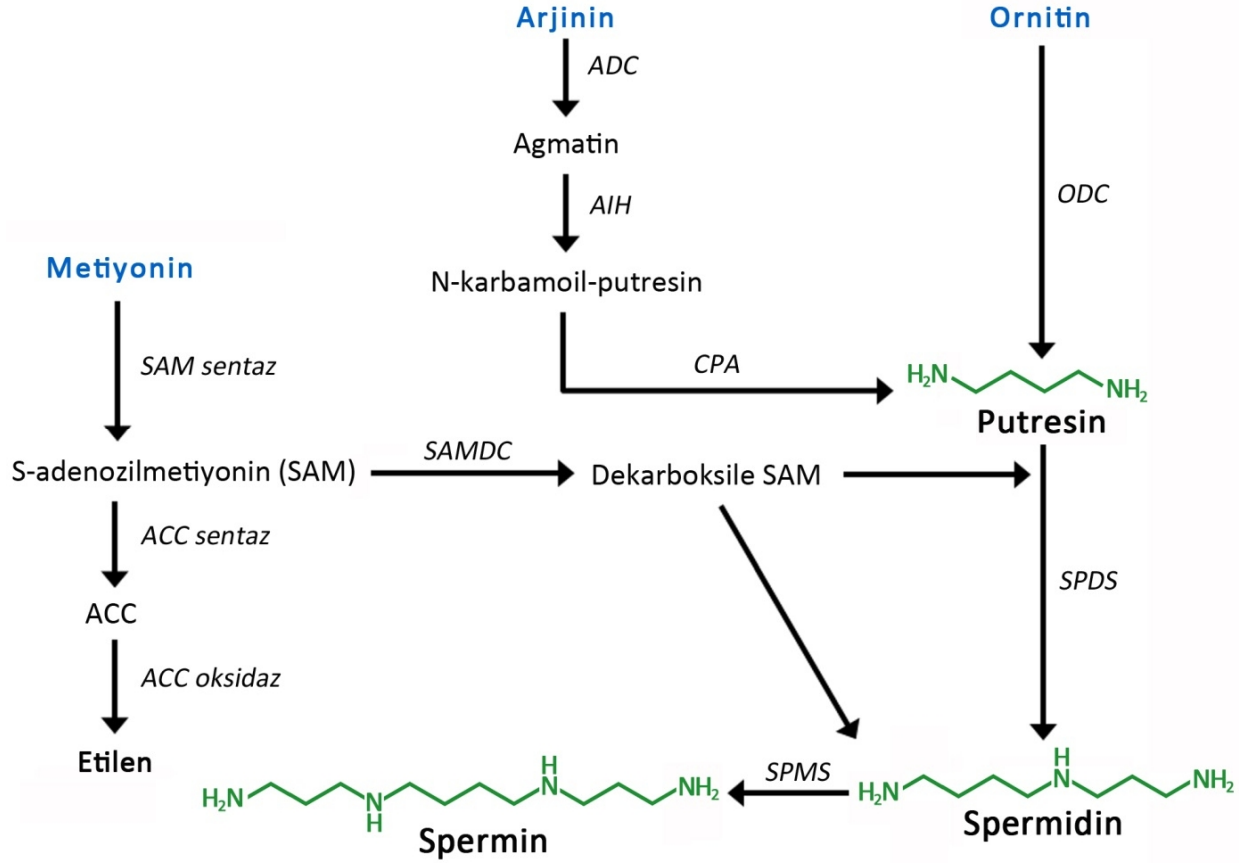 Arjinin
Ornitin
ADC
Agmatin
AIH
ODC
Metiyonin
N-karbamoil-putresin
SAM sentaz
CPA
H₂N
NH₂
Putresin
S-adenozilmetiyonin (SAM)
SAMDC
Dekarboksile SAM
ACC sentaz
SPDS
ACC
ACC oksidaz
Etilen
H₂N
N
H
H
N
NH₂
SPMS
H₂N
H
N
NH₂
Spermin
Spermidin